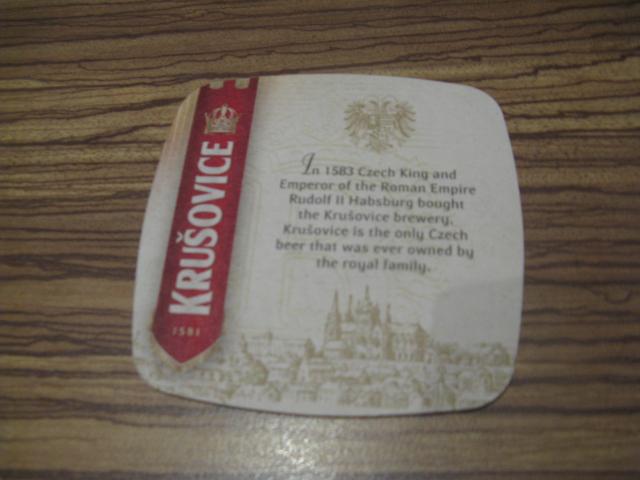 KRUŠOVICE
1581
In 1583 Czech King and
Emperor of the Roman Empire
Rudolf II Habsburg bought
the Krušovice brewery.
Krušovice is the only Czech
beer that was ever owned by
the royal family.